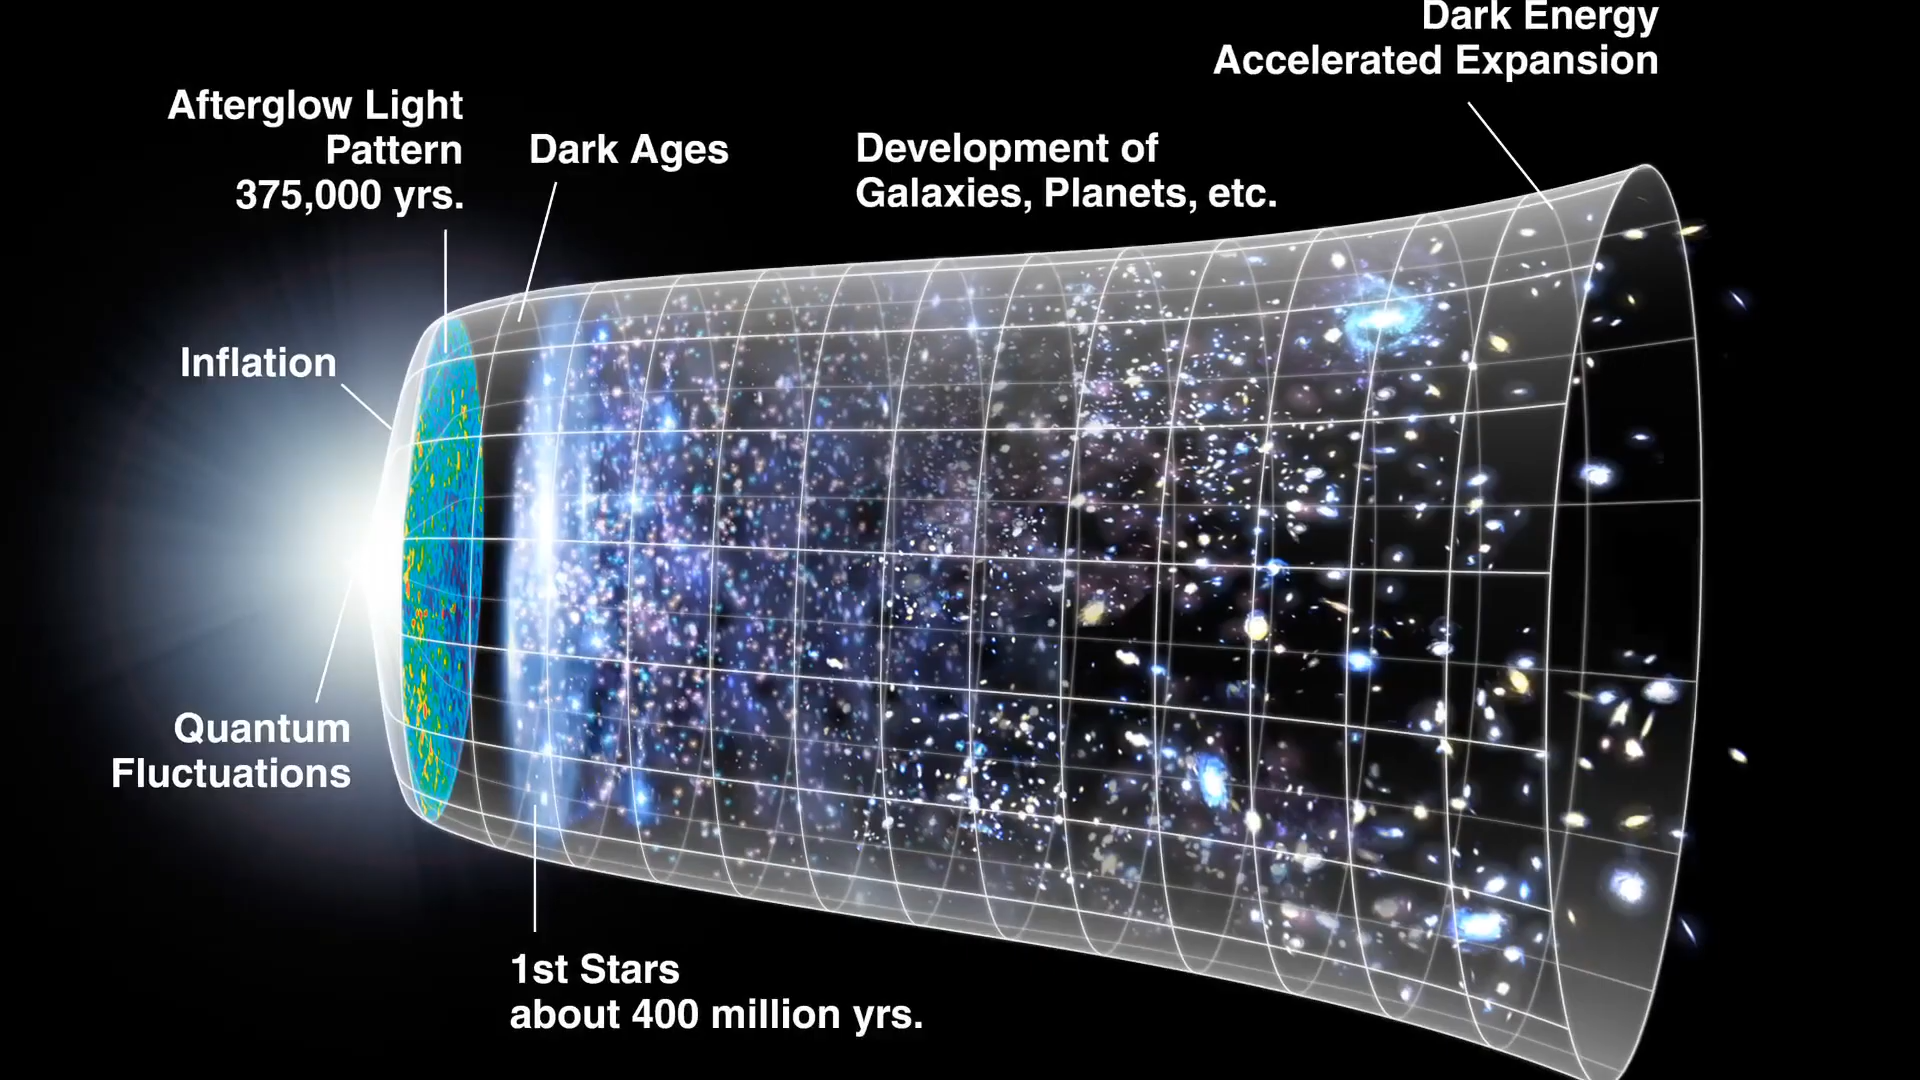 Dark Energy
Accelerated Expansion
Afterglow Light
Pattern
375,000 yrs.
Dark Ages
Development of
Galaxies, Planets, etc.
Inflation
Quantum
Fluctuations
1st Stars
about 400 million yrs.